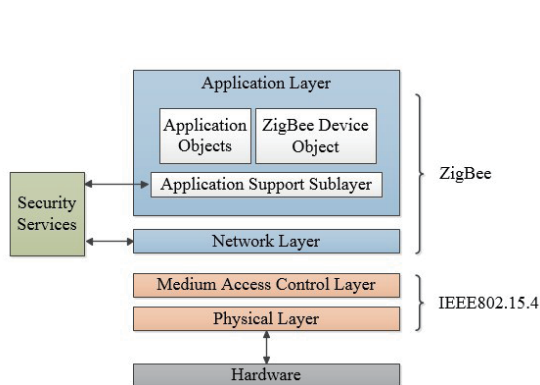 Application Layer
Application
Objects
ZigBee Device
Object
Application Support Sublayer
ZigBee
Security
Services
Network Layer
Medium Access Control Layer
Physical Layer
IEEE802.15.4
Hardware